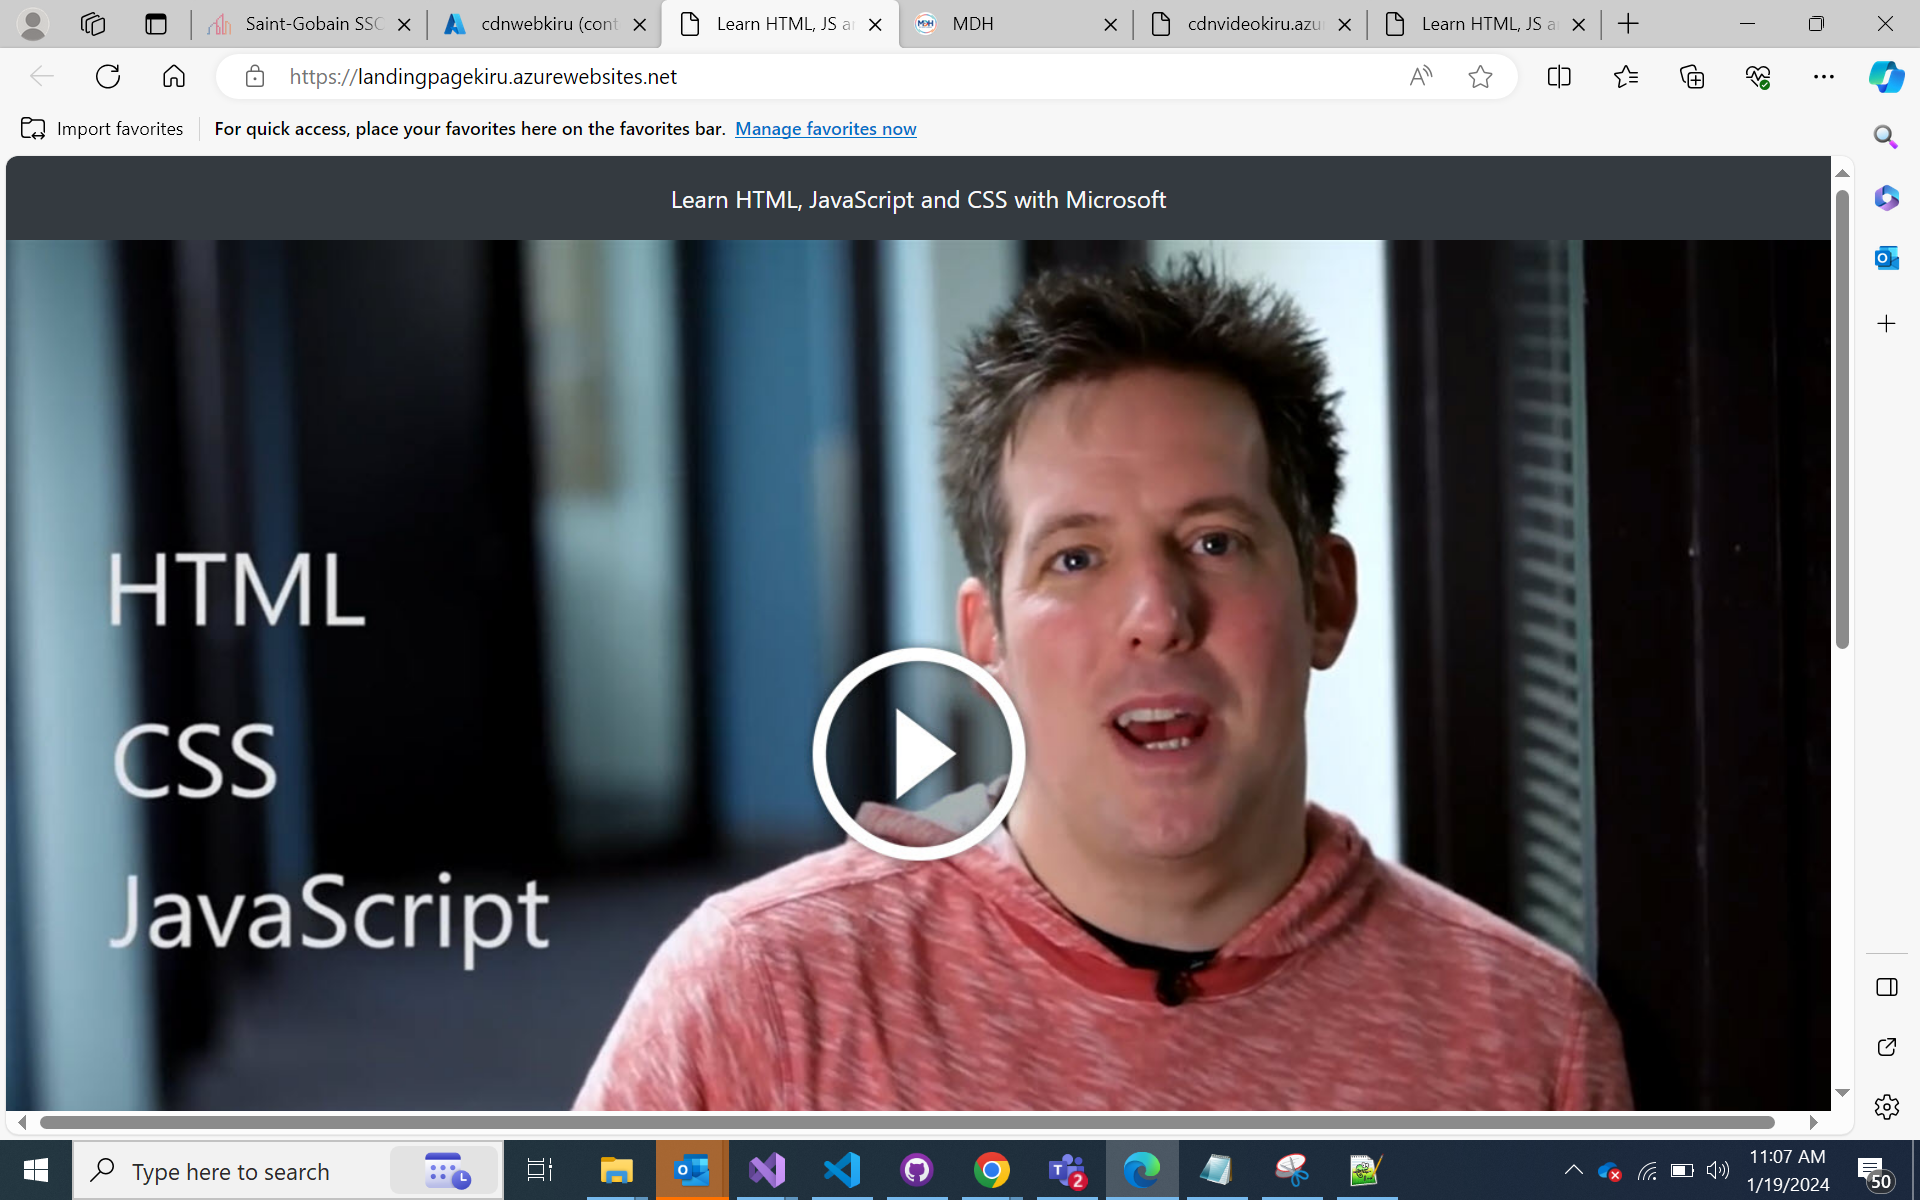 Saint-Gobain SSC
cdnwebkiru (cont
Learn HTML, JS a
MDH
cdnvideokiru.azu
Learn HTML, JS a
https://landingpagekiru.azurewebsites.net
Import favorites
For quick access, place your favorites here on the favorites bar. Manage favorites now
Learn HTML, JavaScript and CSS with Microsoft
HTML
CSS
JavaScript
Type here to search
2
11:07 AM
1/19/2024
50